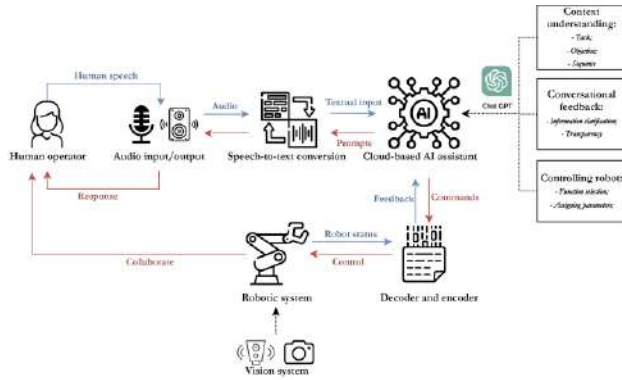 Context
understanding:
- Task;
- Objective;
- Sequence
Human speech
Audio
Textual input
AI
Chat GPT
Prompts
Human operator
Audio input/output
Speech-to-text conversion
Cloud-based AI assistant
Conversational
feedback:
- Information clarification;
- Transparency
Response
Feedback
Commands
Controlling robot:
- Function selection;
- Assigning parameters;
Robot status
Collaborate
Control
Robotic system
Decoder and encoder
Vision system